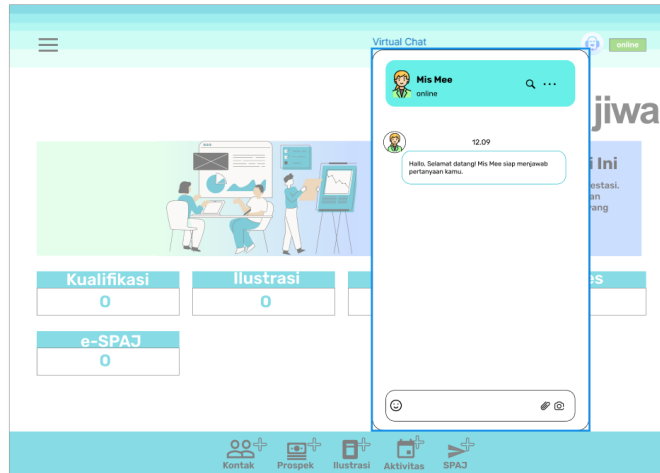 Virtual Chat
online
Mis Mee
online
jiwa
12.09
Hallo, Selamat datang! Mis Mee siap menjawab
pertanyaan kamu.
i Ini
estasi.
an
yang
Kualifikasi
0
Ilustrasi
0
es
e-SPAJ
0
Kontak
Prospek
Ilustrasi
Aktivitas
SPAJ